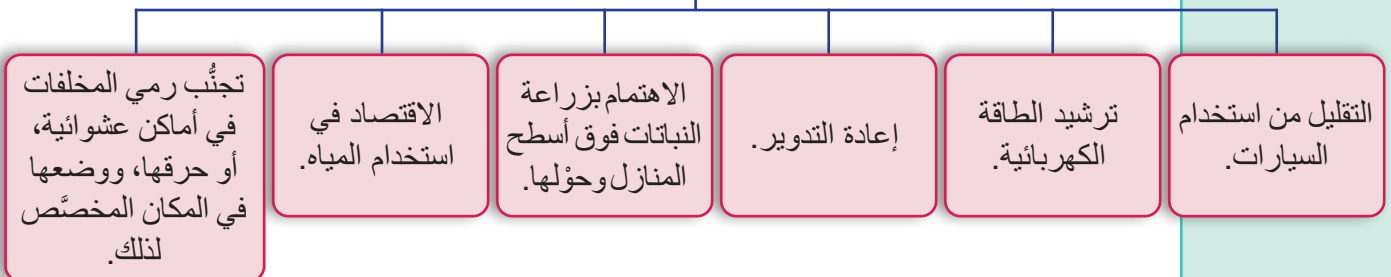 التقليل من استخدام
السيارات.
ترشيد الطاقة
الكهربائية.
إعادة التدوير.
الاهتمام بزراعة
النباتات فوق أسطح
المنازل وحوْلها.
الاقتصاد في
استخدام المياه.
تجنُّب رمي المخلفات
في أماكن عشوائية،
أو حرقها، ووضعها
في المكان المخصَّص
لذلك.